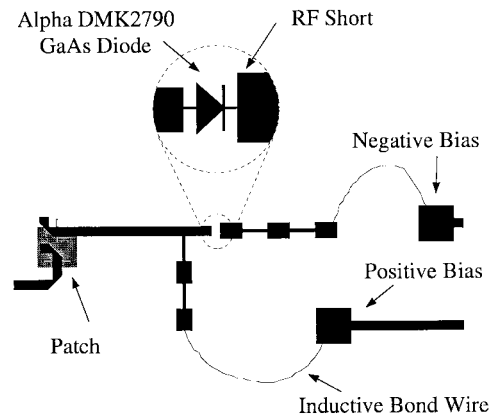 Alpha DMK2790
GaAs Diode
RF Short
Negative Bias
Positive Bias
Patch
Inductive Bond Wire